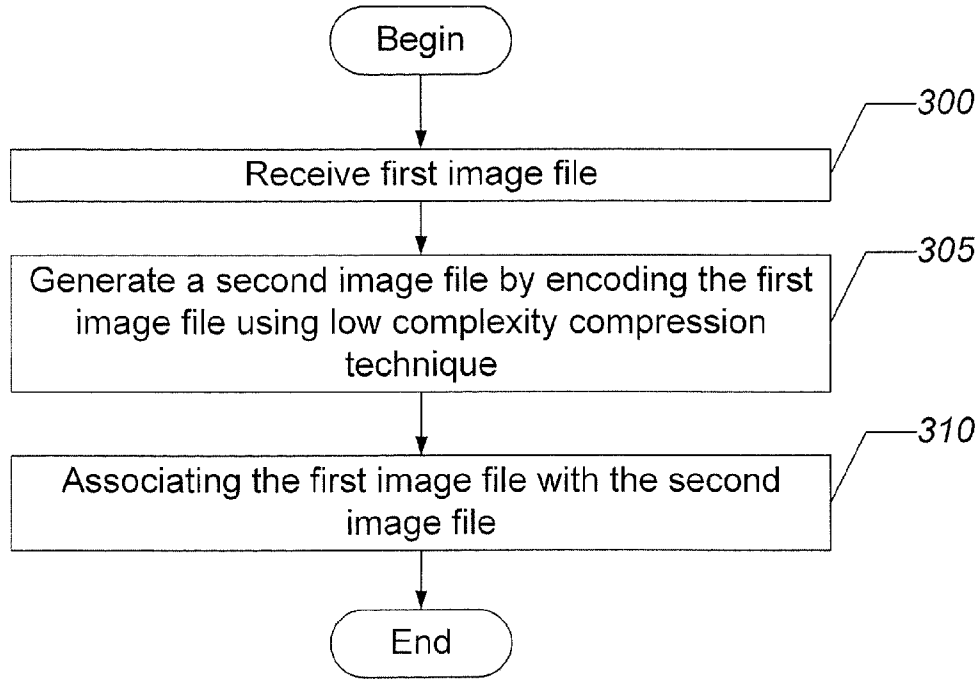 Begin
300
Receive first image file
305
Generate a second image file by encoding the first
image file using low complexity compression
technique
310
Associating the first image file with the second
image file
End